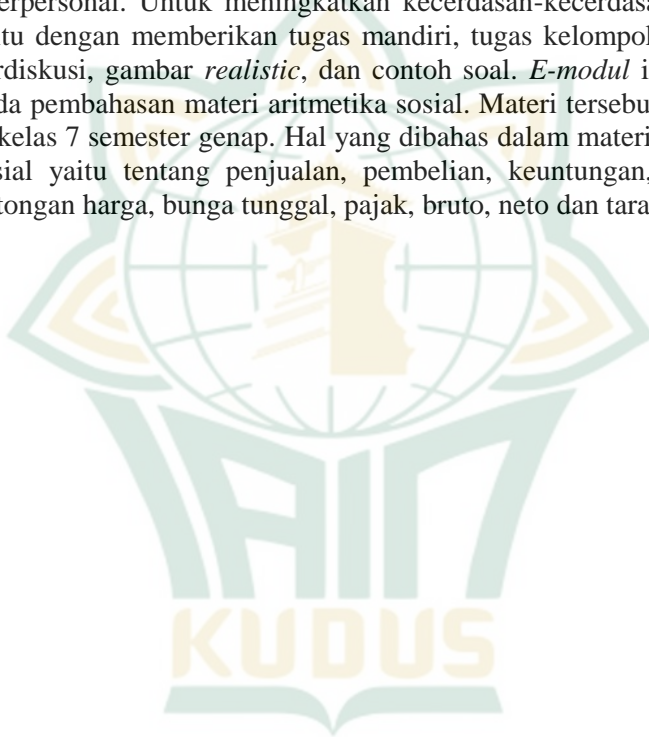 erpersonal. Untuk meningkatkan kecerdasan-kecerdasa
itu dengan memberikan tugas mandiri, tugas kelompok
rdiskusi, gambar realistic, dan contoh soal. E-modul i
da pembahasan materi aritmetika sosial. Materi tersebu
kelas 7 semester genap. Hal yang dibahas dalam materi
sial yaitu tentang penjualan, pembelian, keuntungan,
tongan harga, bunga tunggal, pajak, bruto, neto dan tara
IAIN
KUDUS